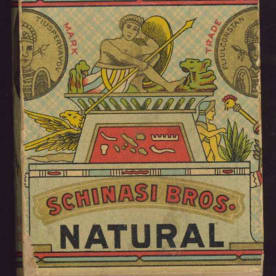 MARK
TRADE
SCHINASI BROS.
NATURAL